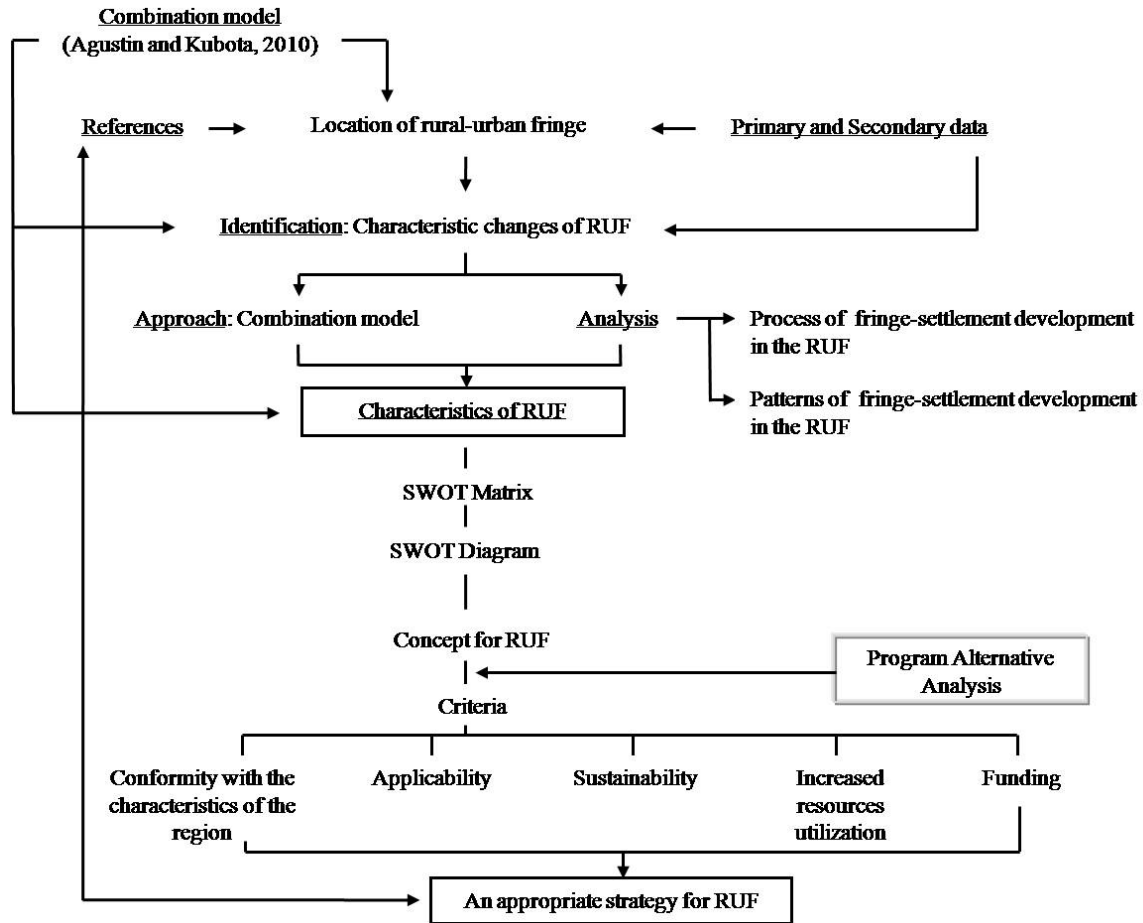 Combination model
(Agustin and Kubota, 2010)
References
Location of rural-urban fringe
Primary and Secondary data
Identification: Characteristic changes of RUF
Approach: Combination model
Analysis
Process of fringe-settlement development
in the RUF
Patterns of fringe-settlement development
in the RUF
Characteristics of RUF
SWOT Matrix
SWOT Diagram
Concept for RUF
Program Alternative
Analysis
Criteria
Conformity with the
characteristics of the
region
Applicability
Sustainability
Increased
resources
utilization
Funding
An appropriate strategy for RUF